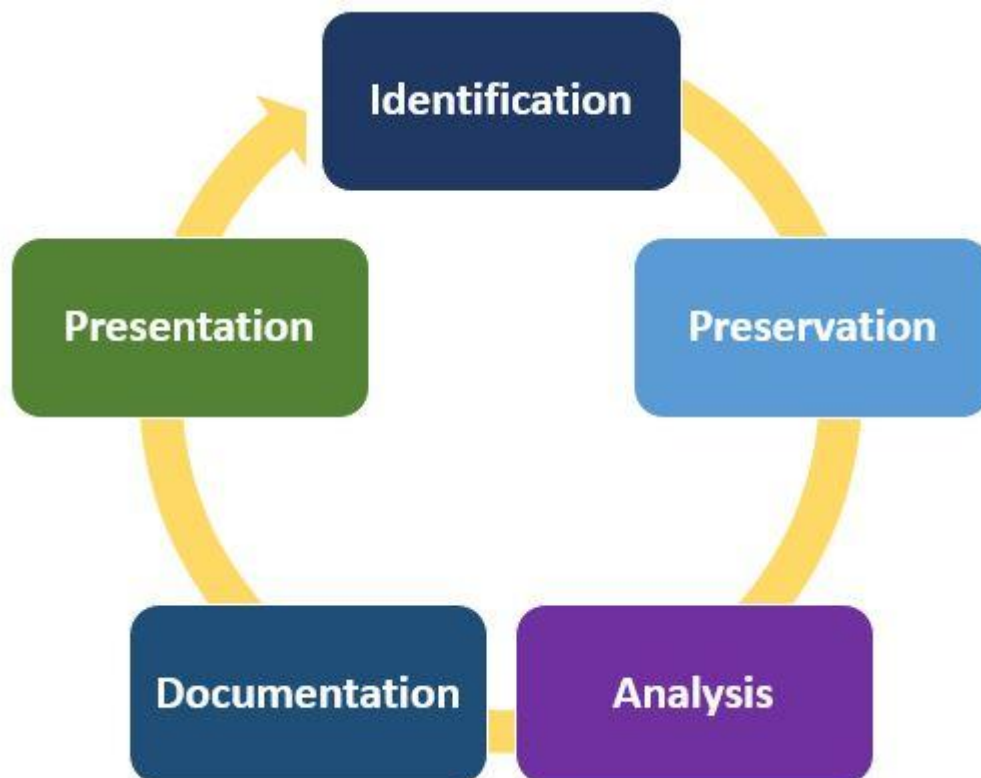 Identification
Preservation
Analysis
Documentation
Presentation